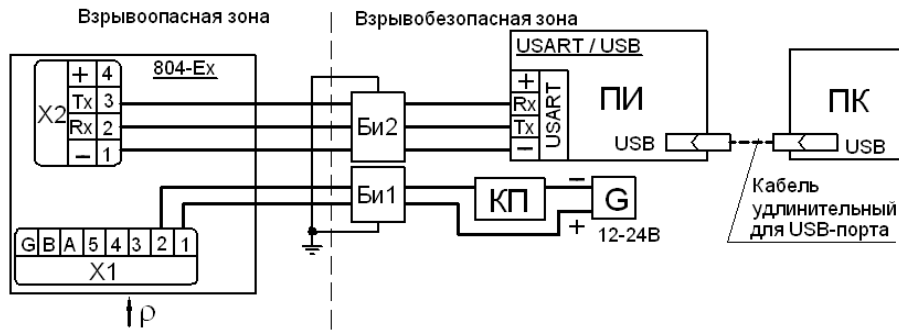 Взрывоопасная зона
Взрывобезопасная зона
804-Ex
X2
+ 4
Tx 3
Rx 2
– 1
Би2
USART / USB
+
Rx
Tx
–
USART
ПИ
USB
ПК
USB
Би1
КП
–
G
+
12-24В
Кабель
удлинительный
для USB-порта
G B A 5 4 3 2 1
X1
ρ